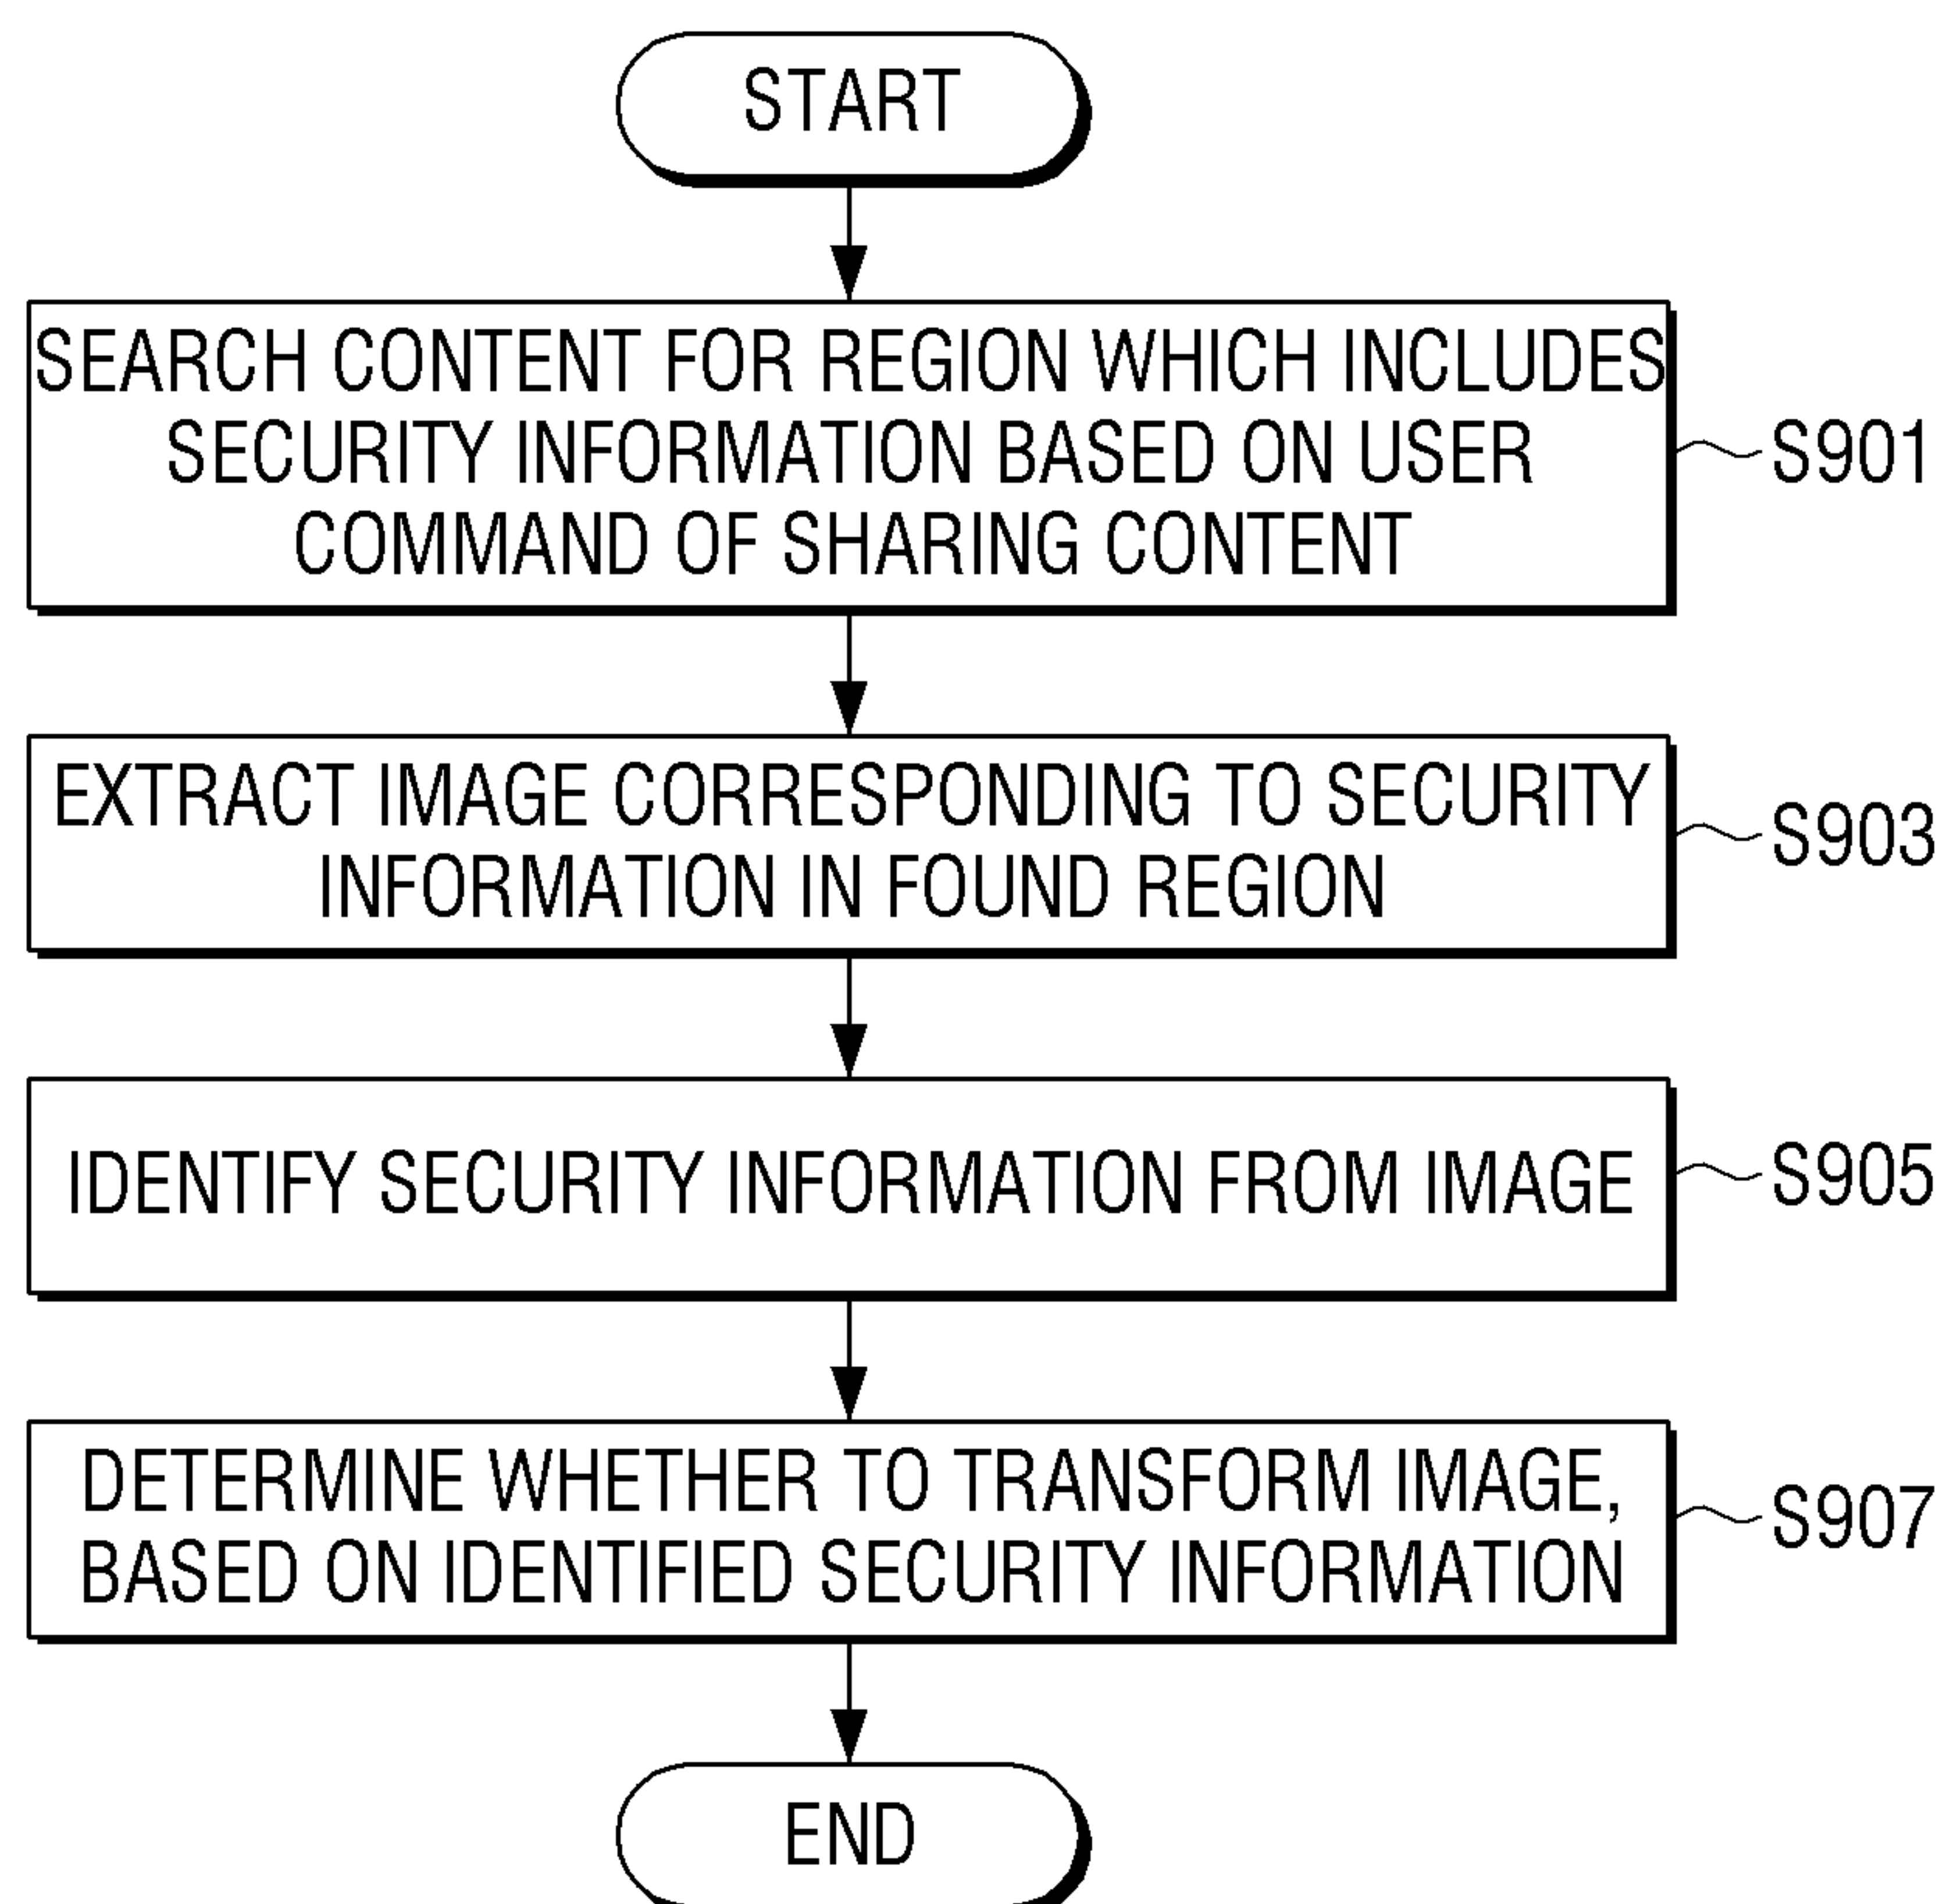 START
SEARCH CONTENT FOR REGION WHICH INCLUDES
SECURITY INFORMATION BASED ON USER
COMMAND OF SHARING CONTENT
S901
EXTRACT IMAGE CORRESPONDING TO SECURITY
INFORMATION IN FOUND REGION
S903
IDENTIFY SECURITY INFORMATION FROM IMAGE
S905
DETERMINE WHETHER TO TRANSFORM IMAGE,
BASED ON IDENTIFIED SECURITY INFORMATION
S907
END